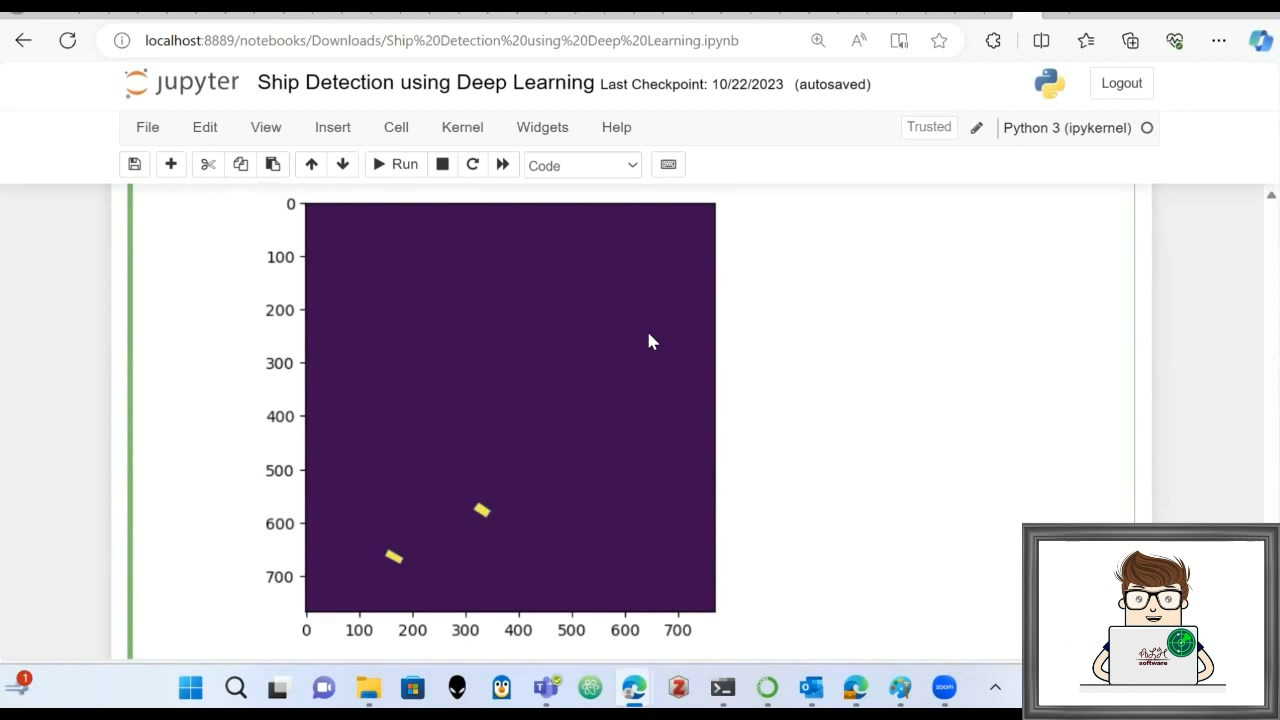 localhost:8889/notebooks/Downloads/Ship%20Detection%20using%20Deep%20Learning.ipynb
jupyter Ship Detection using Deep Learning Last Checkpoint: 10/22/2023 (autosaved)
Logout
File Edit View Insert Cell Kernel Widgets Help
Trusted
Python 3 (ipykernel)
Run
Code
0
100
200
300
400
500
600
700
0 100 200 300 400 500 600 700
1
zoom
software